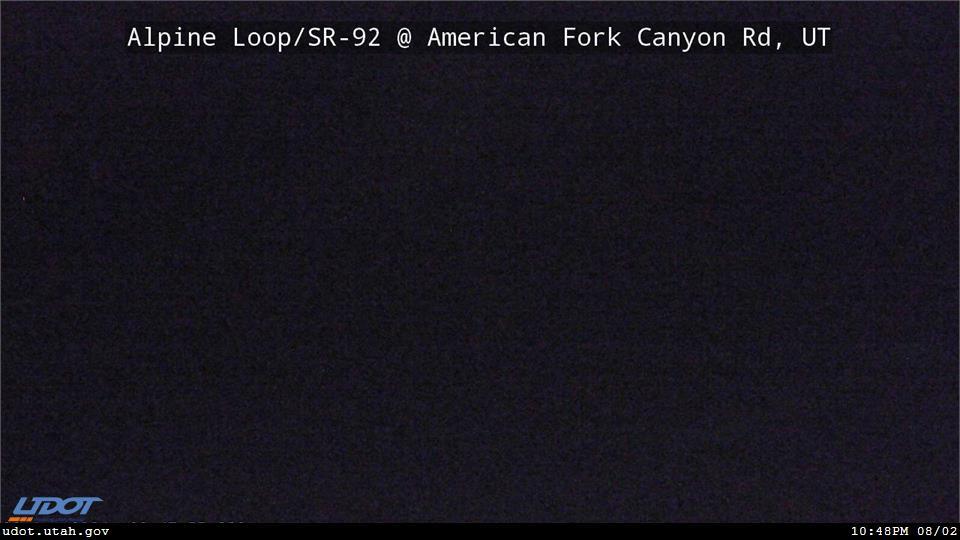 Alpine Loop/SR-92 @ American Fork Canyon Rd, UT
UDOT
udot.utah.gov
10:48PM 08/02